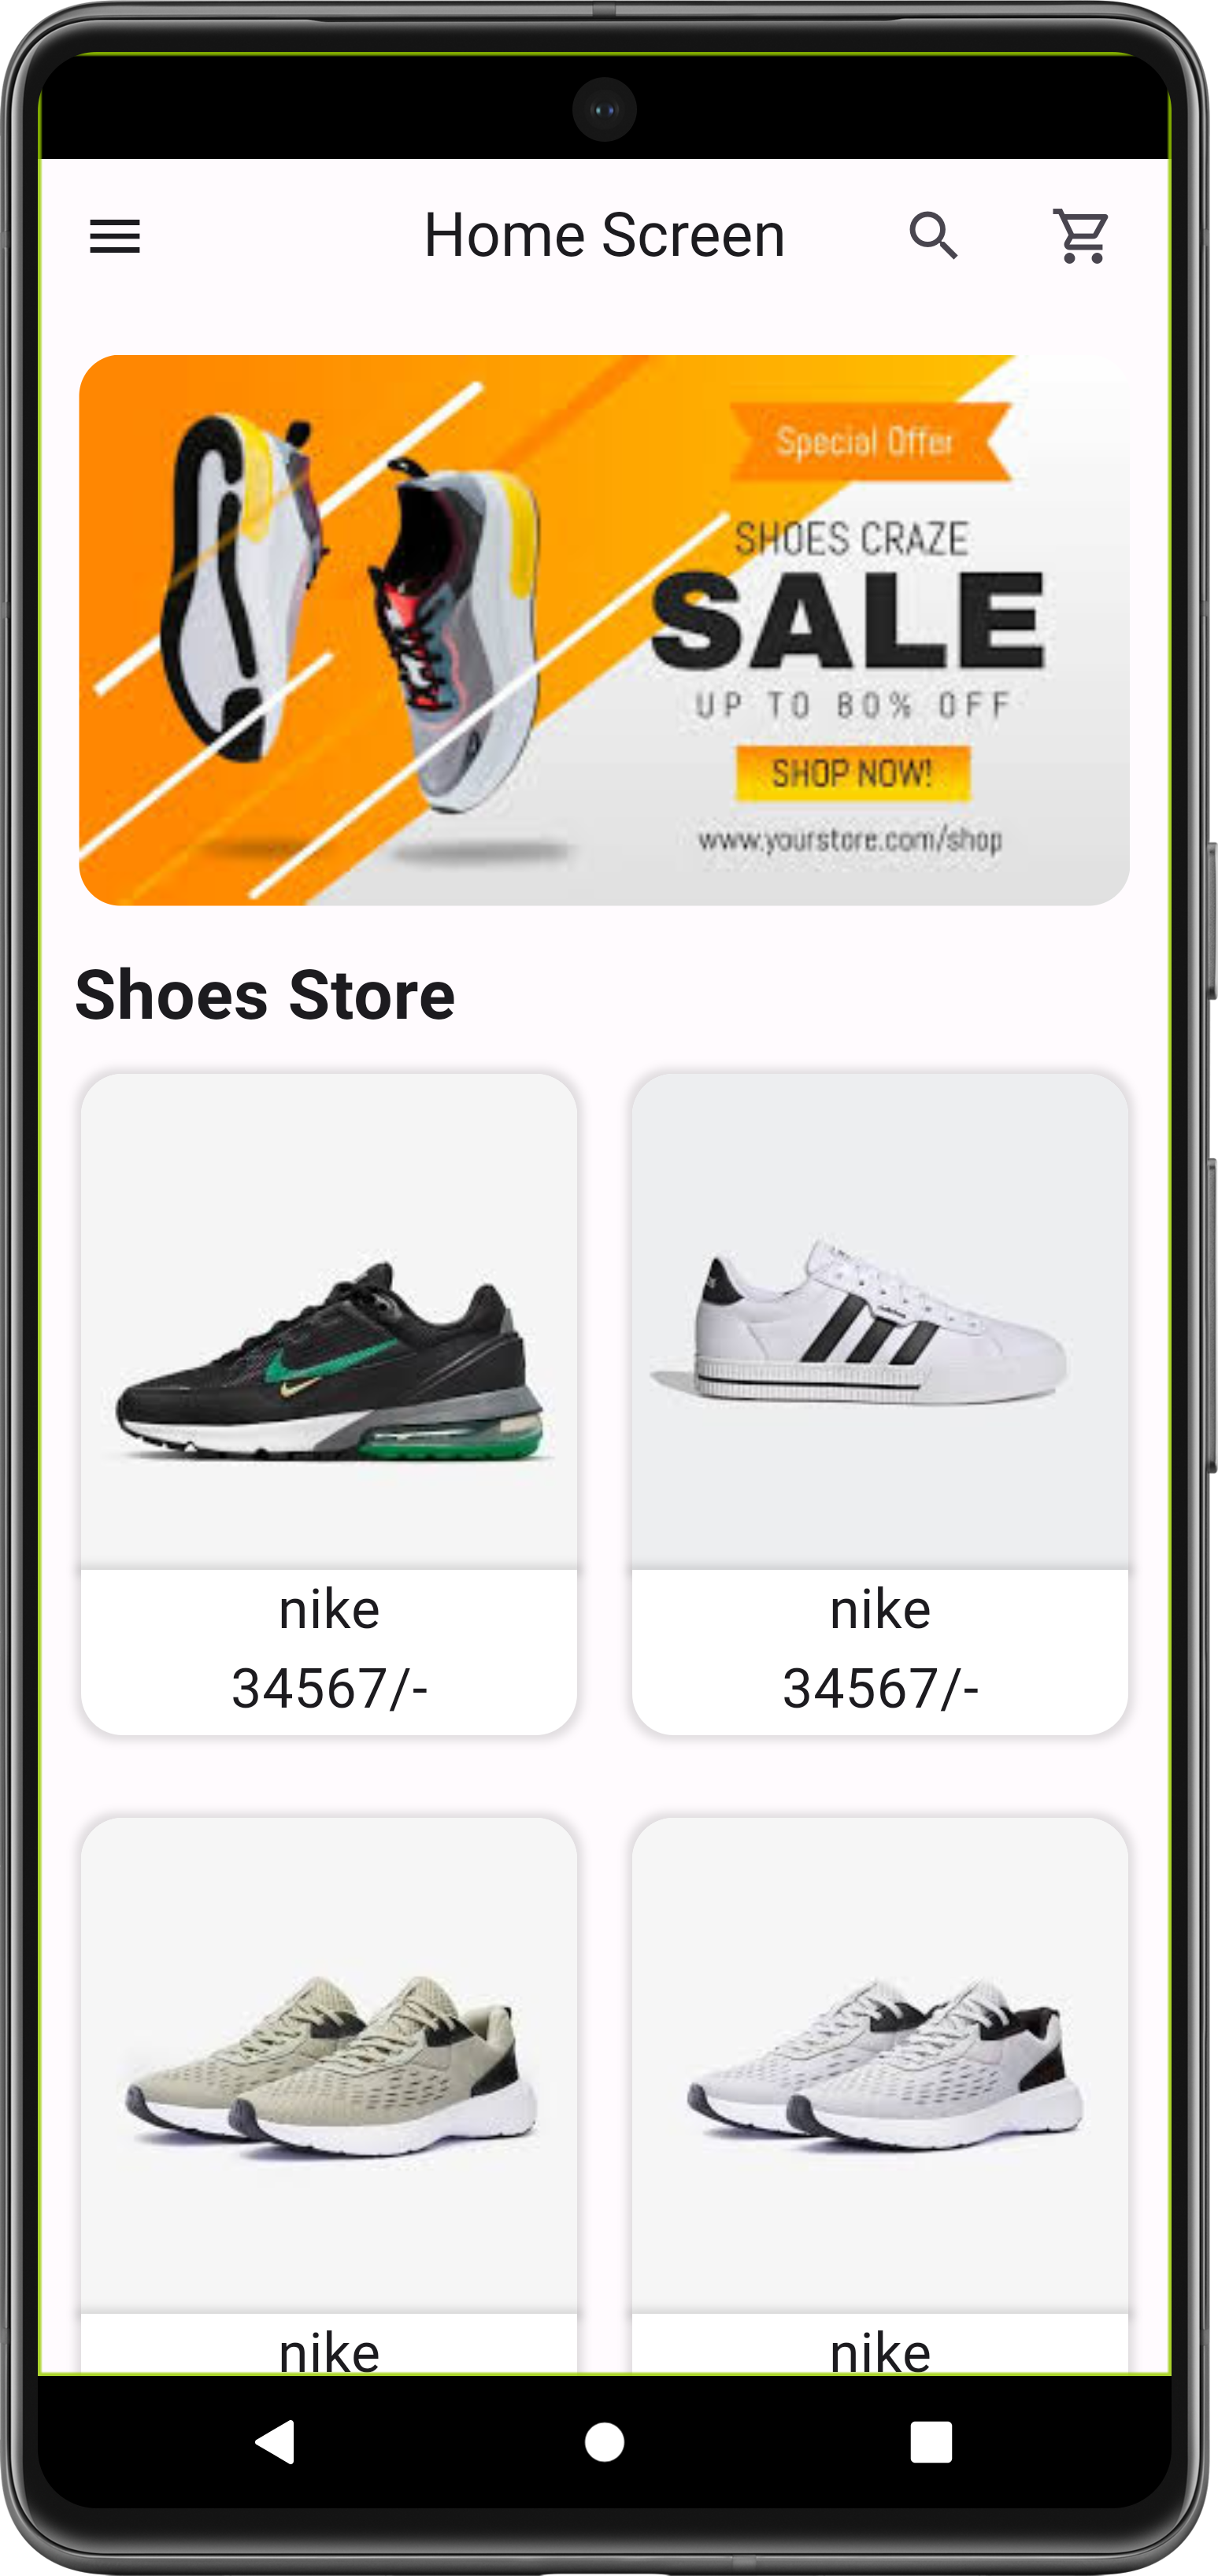 Home Screen
Special Offer
SHOES CRAZE
SALE
UP TO 80% OFF
SHOP NOW!
www.yourstore.com/shop
Shoes Store
nike
nike
34567/-
34567/-
nike
nike